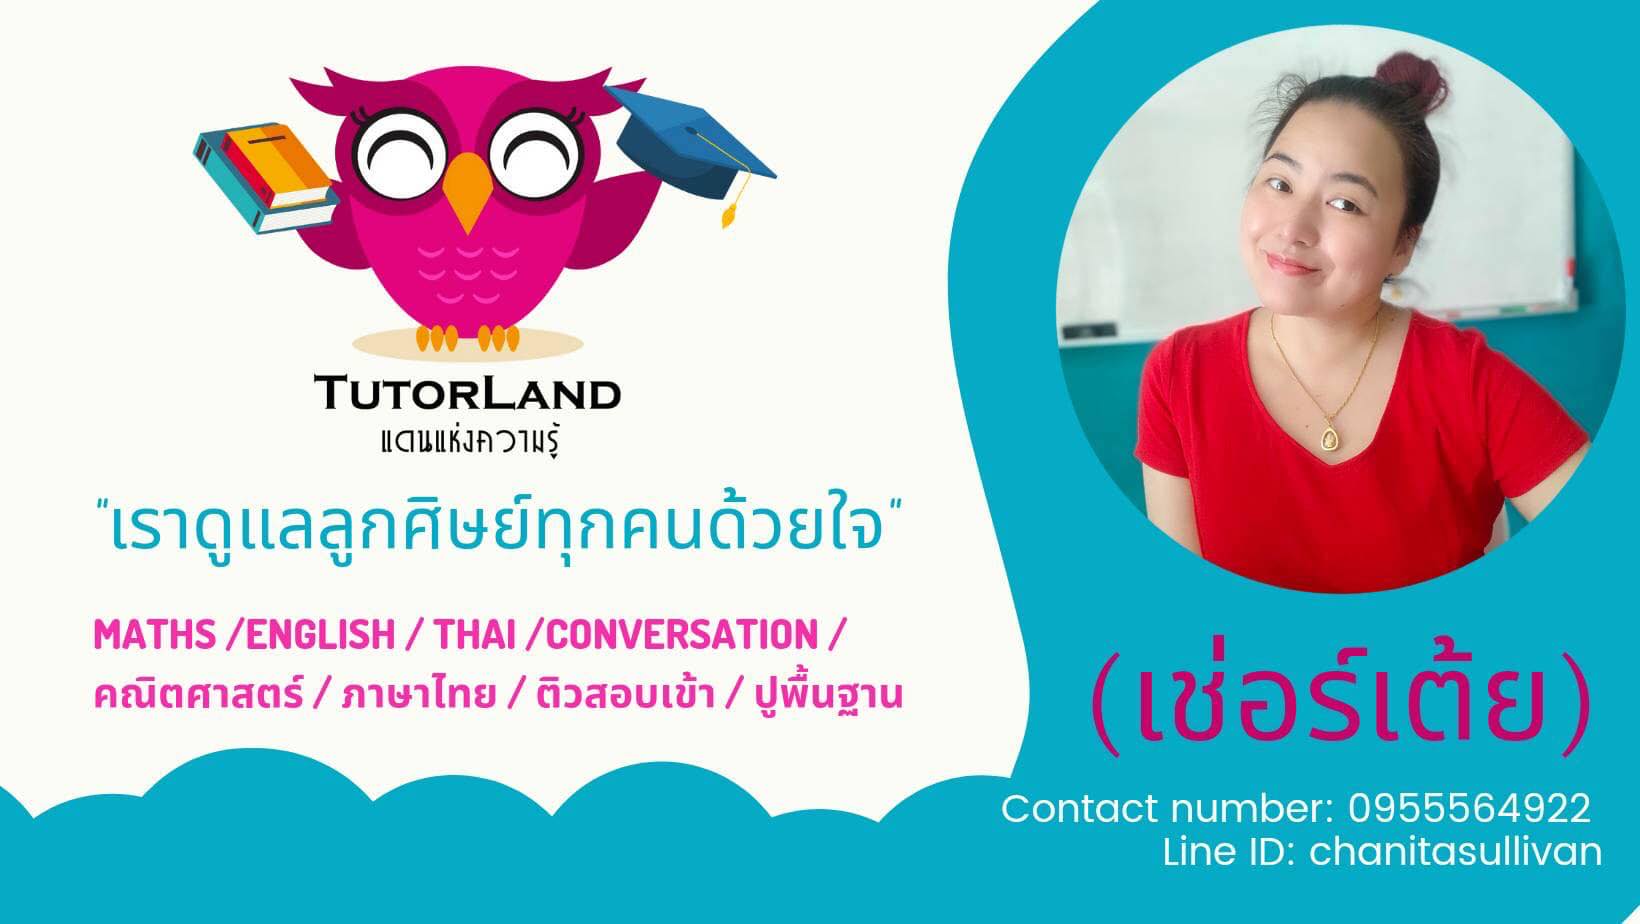 TUTORLAND
แดนแห่งความรู้
"เราดูแลลูกศิษย์ทุกคนด้วยใจ"
MATHS /ENGLISH / THAI /CONVERSATION /
คณิตศาสตร์ / ภาษาไทย / ติวสอบเข้า / ปูพื้นฐาน
(เช่อร์เต้ย)
Contact number: 0955564922
Line ID: chanitasullivan